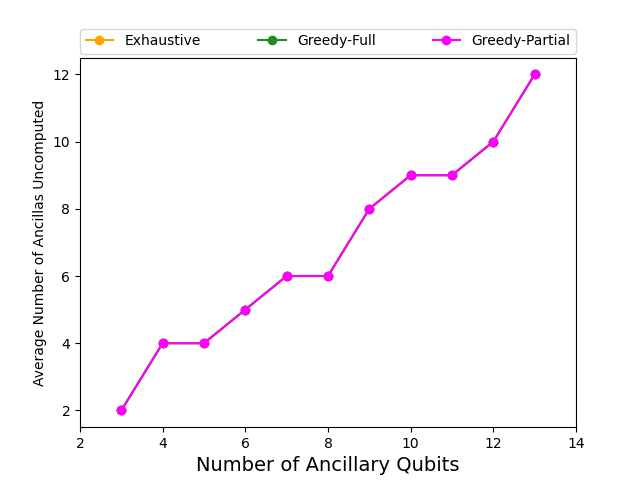 Exhaustive Greedy-Full Greedy-Partial
12
10
8
6
4
2
Average Number of Ancillas Uncomputed
2 4 6 8 10 12 14
Number of Ancillary Qubits